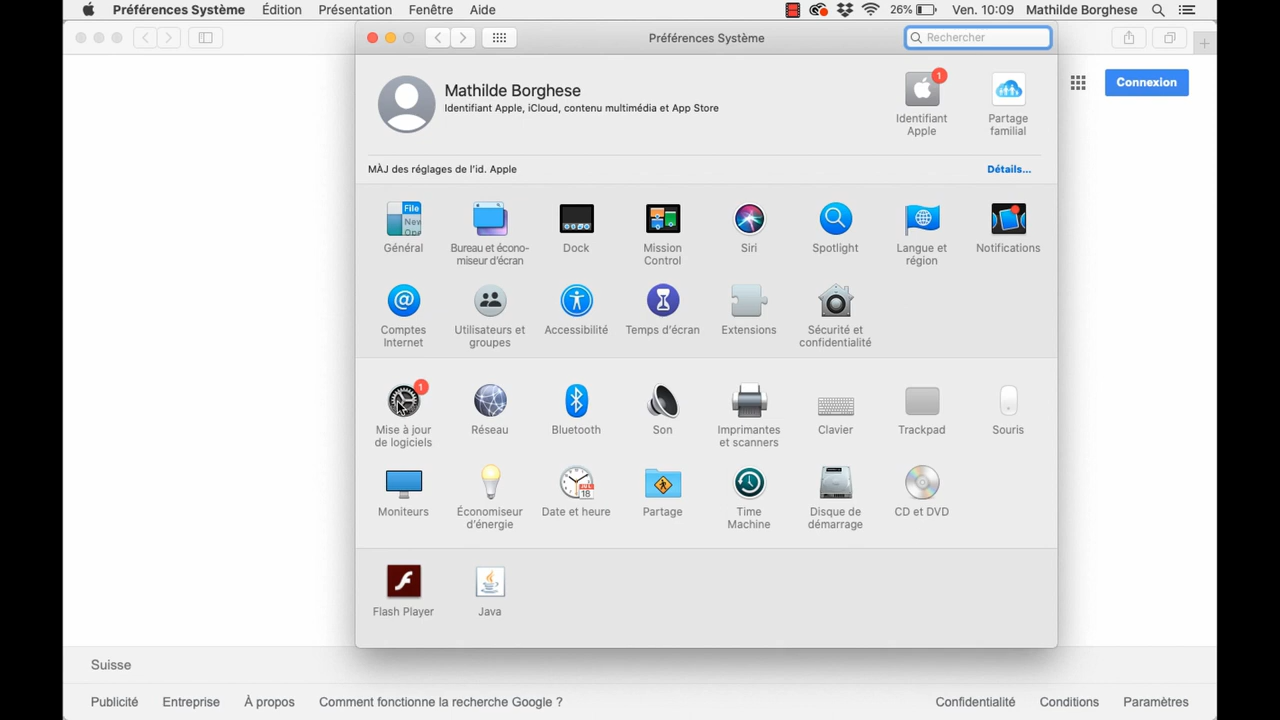 Préférences Système Édition Présentation Fenêtre Aide 26% Ven. 10:09 Mathilde Borghese
Préférences Système
Rechercher
Mathilde Borghese
Identifiant Apple, iCloud, contenu multimédia et App Store
1
Identifiant
Apple
Partage
familial
Connexion
MÀJ des réglages de l'id. Apple
Détails...
File
New
Général
Bureau et écono-
miseur d'écran
Dock
Mission
Control
Siri
Spotlight
Langue et
région
Notifications
Comptes
Internet
Utilisateurs et
groupes
Accessibilité
Temps d'écran
Extensions
Sécurité et
confidentialité
1
Mise à jour
de logiciels
Réseau
Bluetooth
Son
Imprimantes
et scanners
Clavier
Trackpad
Souris
Moniteurs
Économiseur
d'énergie
18
Date et heure
Partage
Time
Machine
Disque de
démarrage
CD et DVD
Flash Player
Java
Suisse
Publicité Entreprise À propos Comment fonctionne la recherche Google ? Confidentialité Conditions Paramètres